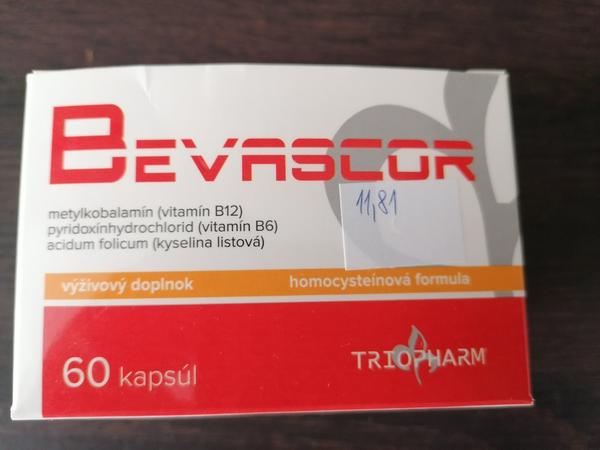 BEVASCOR
metylkobalamín (vitamín B12)
pyridoxínhydrochlorid (vitamín B6)
acidum folicum (kyselina listová)
11,81
výživový doplnok homocysteínová formula
60 kapsúl
TRIOPHARM